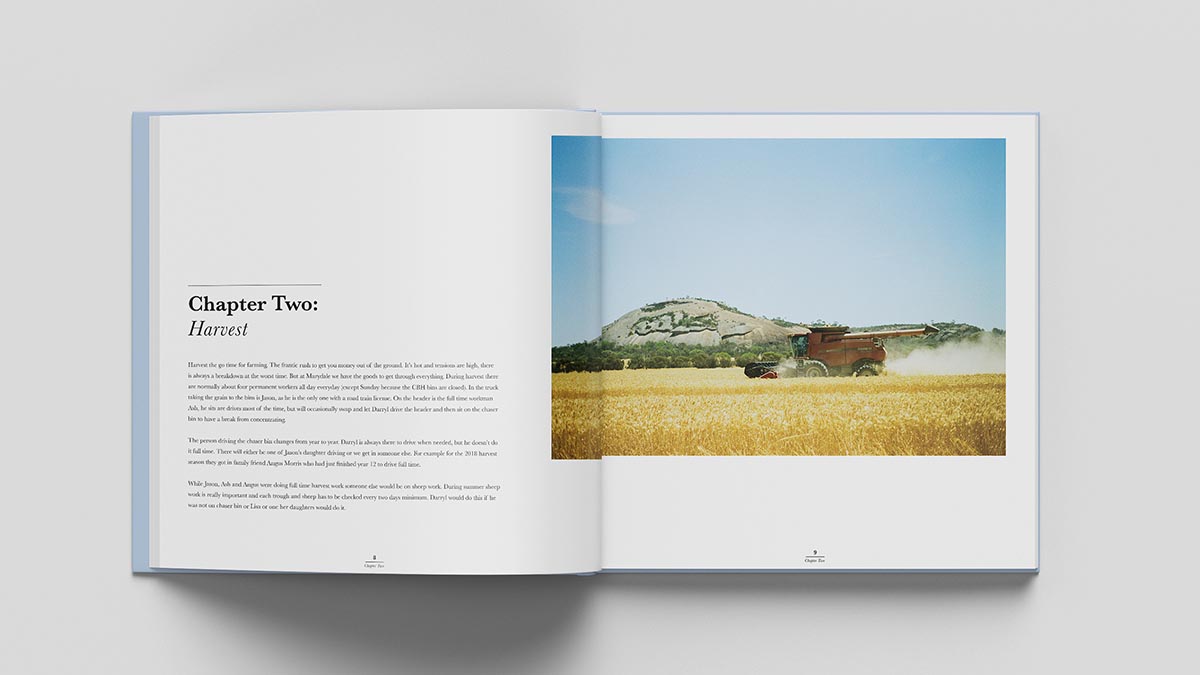 Chapter Two:
Harvest
Harvest the go time for farming. The frantic rush to get you money out of the ground. It's hot and tensions are high, there
is always a breakdown at the worst time. But at Marydale we have the goods to get through everything. During harvest there
are normally about four permanent workers all day everyday (except Sunday because the CBH bins are closed). In the truck
taking the grain to the bins is Jason, as he is the only one with a road train license. On the header is the full time workman
Ash, he sits are drives most of the time, but will occasionally swap and let Darryl drive the header and then sit on the chaser
bin to have a break from concentrating.
The person driving the chaser bin changes from year to year. Darryl is always there to drive when needed, but he doesn't do
it full time. There will either be one of Jason's daughter driving or we get in someone else. For example for the 2018 harvest
season they got in family friend Angus Morris who had just finished year 12 to drive full time.
While Jason, Ash and Angus were doing full time harvest work someone else would be on sheep work. During summer sheep
work is really important and each trough and sheep has to be checked every two days minimum. Darryl would do this if he
was not on chaser bin or Lisa or one her daughters would do it.
8
Chapter Two
9
Chapter Two